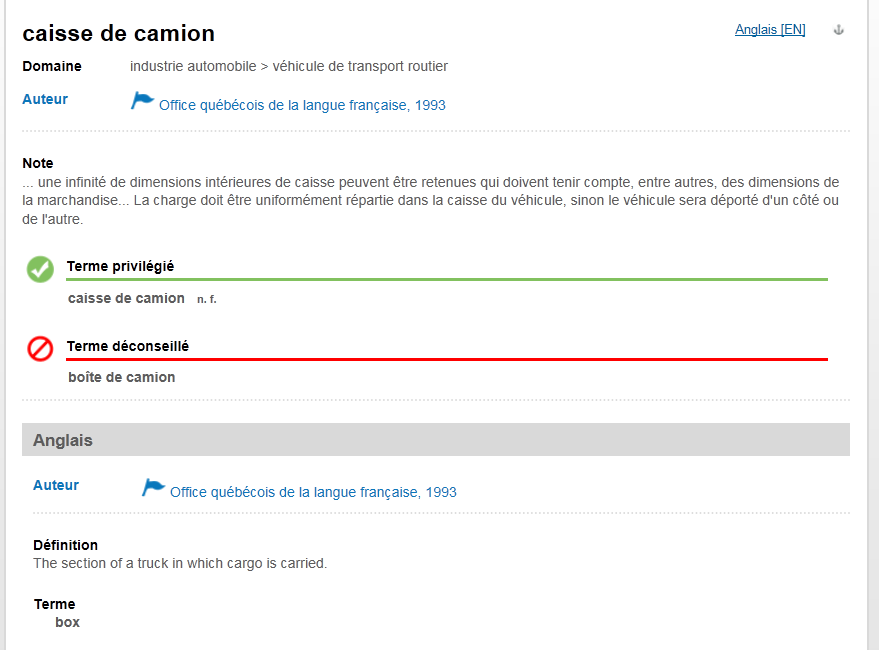 caisse de camion
Anglais [EN]
Domaine industrie automobile > véhicule de transport routier
Auteur Office québécois de la langue française, 1993
Note
... une infinité de dimensions intérieures de caisse peuvent être retenues qui doivent tenir compte, entre autres, des dimensions de
la marchandise... La charge doit être uniformément répartie dans la caisse du véhicule, sinon le véhicule sera déporté d'un côté ou
de l'autre.
Terme privilégié
caisse de camion n. f.
Terme déconseillé
boîte de camion
Anglais
Auteur Office québécois de la langue française, 1993
Définition
The section of a truck in which cargo is carried.
Terme
box